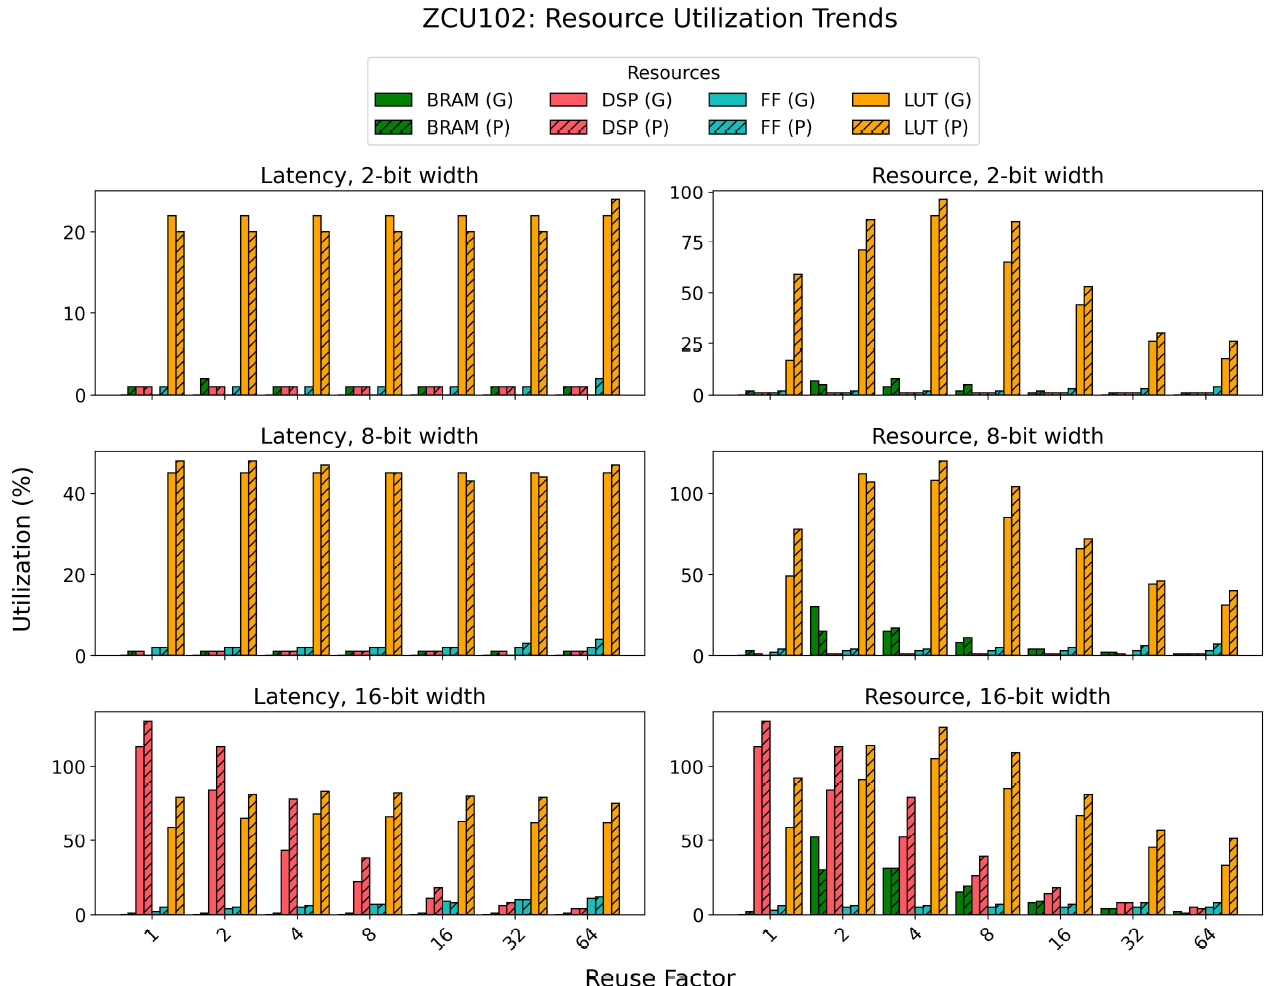 ZCU102: Resource Utilization Trends
Resources
BRAM (G) DSP (G) FF (G) LUT (G)
BRAM (P) DSP (P) FF (P) LUT (P)
Latency, 2-bit width
20
10
0
Resource, 2-bit width
100
75
50
25
0
Utilization (%)
Latency, 8-bit width
40
20
0
Resource, 8-bit width
100
50
0
Latency, 16-bit width
100
50
0
1 2 4 8 16 32 64
Resource, 16-bit width
100
50
0
1 2 4 8 16 32 64
Reuse Factor